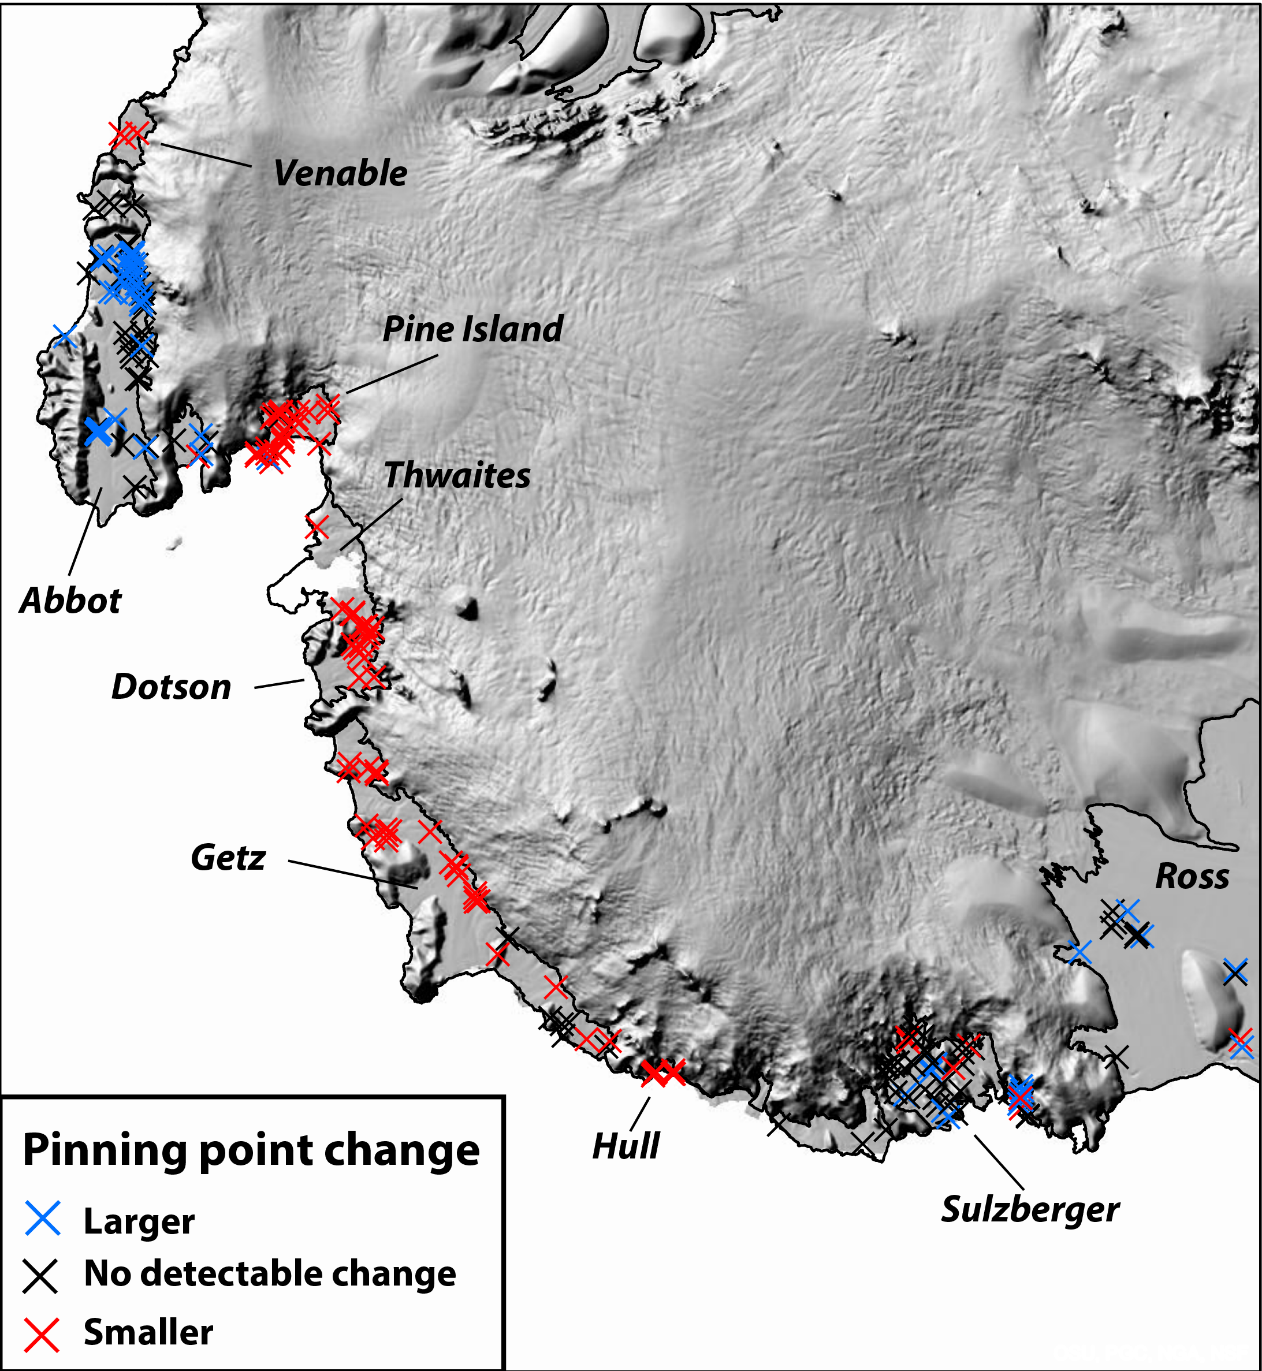 Venable
Pine Island
Thwaites
Abbot
Dotson
Getz
Ross
Hull
Sulzberger
Pinning point change
Larger
No detectable change
Smaller